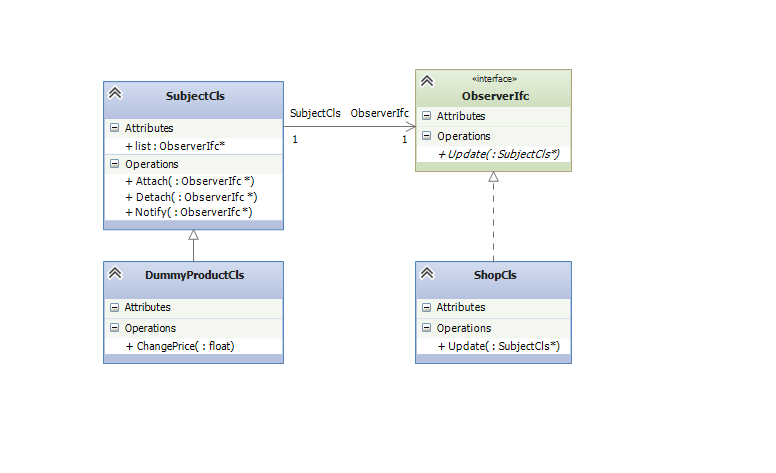 SubjectCls
Attributes
+ list : ObserverIfc*
Operations
+ Attach( : ObserverIfc *)
+ Detach( : ObserverIfc *)
+ Notify( : ObserverIfc *)
SubjectCls ObserverIfc
1 1
«interface»
ObserverIfc
Attributes
Operations
+ Update( : SubjectCls*)
DummyProductCls
Attributes
Operations
+ ChangePrice( : float)
ShopCls
Attributes
Operations
+ Update( : SubjectCls*)